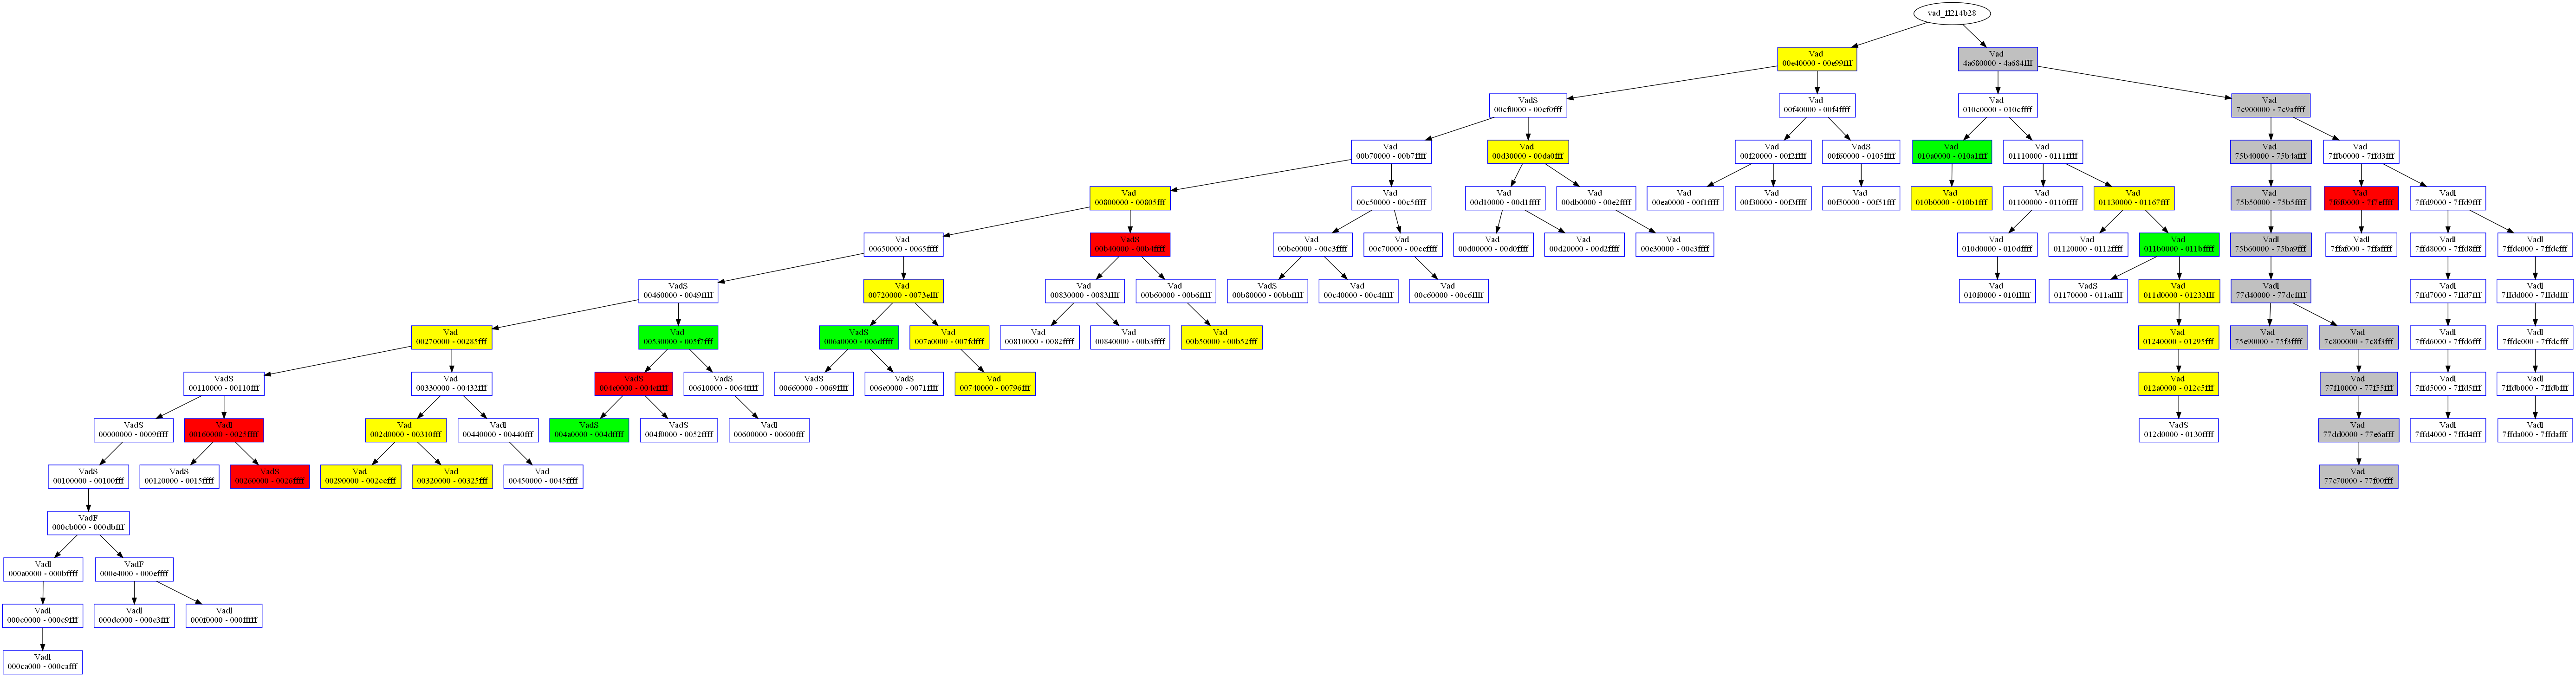 vad_ff214b28
Vad
00e40000 - 00e99fff
Vad
4a680000 - 4a684fff
VadS
00cf0000 - 00cf0fff
Vad
00f40000 - 00f4ffff
Vad
010c0000 - 010cffff
Vad
7c900000 - 7c9affff
Vad
00b70000 - 00b7ffff
Vad
00d30000 - 00da0fff
Vad
00f20000 - 00f2ffff
VadS
00f60000 - 0105ffff
Vad
010a0000 - 010a1fff
Vad
01110000 - 0111ffff
Vad
75b40000 - 75b4afff
Vad
7ffb0000 - 7ffd3fff
Vad
00800000 - 00805fff
Vad
00c50000 - 00c5ffff
Vad
00d10000 - 00d1ffff
Vad
00db0000 - 00e2ffff
Vad
00ea0000 - 00f1ffff
Vad
00f30000 - 00f3ffff
Vad
00f50000 - 00f51fff
Vad
010b0000 - 010b1fff
Vad
01100000 - 0110ffff
Vad
01130000 - 01167fff
Vad
75b50000 - 75b5ffff
Vad
7f6f0000 - 7f7effff
Vadl
7ffd9000 - 7ffd9fff
Vad
00650000 - 0065ffff
VadS
00b40000 - 00b4ffff
Vad
00bc0000 - 00c3ffff
Vad
00c70000 - 00ceffff
Vad
00d00000 - 00d0ffff
Vad
00d20000 - 00d2ffff
Vad
00e30000 - 00e3ffff
Vad
010d0000 - 010dffff
Vad
01120000 - 0112ffff
Vad
011b0000 - 011bffff
Vadl
75b60000 - 75ba9fff
Vadl
7ffaf000 - 7ffaffff
Vadl
7ffd8000 - 7ffd8fff
Vadl
7ffde000 - 7ffdefff
VadS
00460000 - 0049ffff
Vad
00720000 - 0073efff
Vad
00830000 - 0083ffff
Vad
00b60000 - 00b6ffff
VadS
00b80000 - 00bbffff
Vad
00c40000 - 00c4ffff
Vad
00c60000 - 00c6ffff
Vad
010f0000 - 010fffff
VadS
01170000 - 011affff
Vad
011d0000 - 01233fff
Vadl
77d40000 - 77dcffff
Vadl
7ffd7000 - 7ffd7fff
Vadl
7ffdd000 - 7ffddfff
Vad
00270000 - 00285fff
Vad
00530000 - 005f7fff
VadS
006a0000 - 006dffff
Vad
007a0000 - 007fdfff
Vad
00810000 - 0082ffff
Vad
00840000 - 00b3ffff
Vad
00b50000 - 00b52fff
Vad
01240000 - 01295fff
Vad
75e90000 - 75f3ffff
Vad
7c800000 - 7c8f3fff
Vadl
7ffd6000 - 7ffd6fff
Vadl
7ffdc000 - 7ffdcfff
VadS
00110000 - 00110fff
Vad
00330000 - 00432fff
VadS
004e0000 - 004effff
VadS
00610000 - 0064ffff
VadS
00660000 - 0069ffff
VadS
006e0000 - 0071ffff
Vad
00740000 - 00796fff
Vad
012a0000 - 012c5fff
Vad
77f10000 - 77f55fff
Vadl
7ffd5000 - 7ffd5fff
Vadl
7ffdb000 - 7ffdbfff
VadS
00000000 - 0009ffff
Vadl
00160000 - 0025ffff
Vad
002d0000 - 00310fff
Vadl
00440000 - 00440fff
VadS
004a0000 - 004dffff
VadS
004f0000 - 0052ffff
Vadl
00600000 - 00600fff
VadS
012d0000 - 0130ffff
Vad
77dd0000 - 77e6afff
Vadl
7ffd4000 - 7ffd4fff
Vadl
7ffda000 - 7ffdafff
VadS
00100000 - 00100fff
VadS
00120000 - 0015ffff
VadS
00260000 - 0026ffff
Vad
00290000 - 002ccfff
Vad
00320000 - 00325fff
Vad
00450000 - 0045ffff
Vad
77e70000 - 77f00fff
VadF
000cb000 - 000dbfff
Vadl
000a0000 - 000bffff
VadF
000e4000 - 000effff
Vadl
000c0000 - 000c9fff
Vadl
000dc000 - 000e3fff
Vadl
000f0000 - 000fffff
Vadl
000ca000 - 000cafff